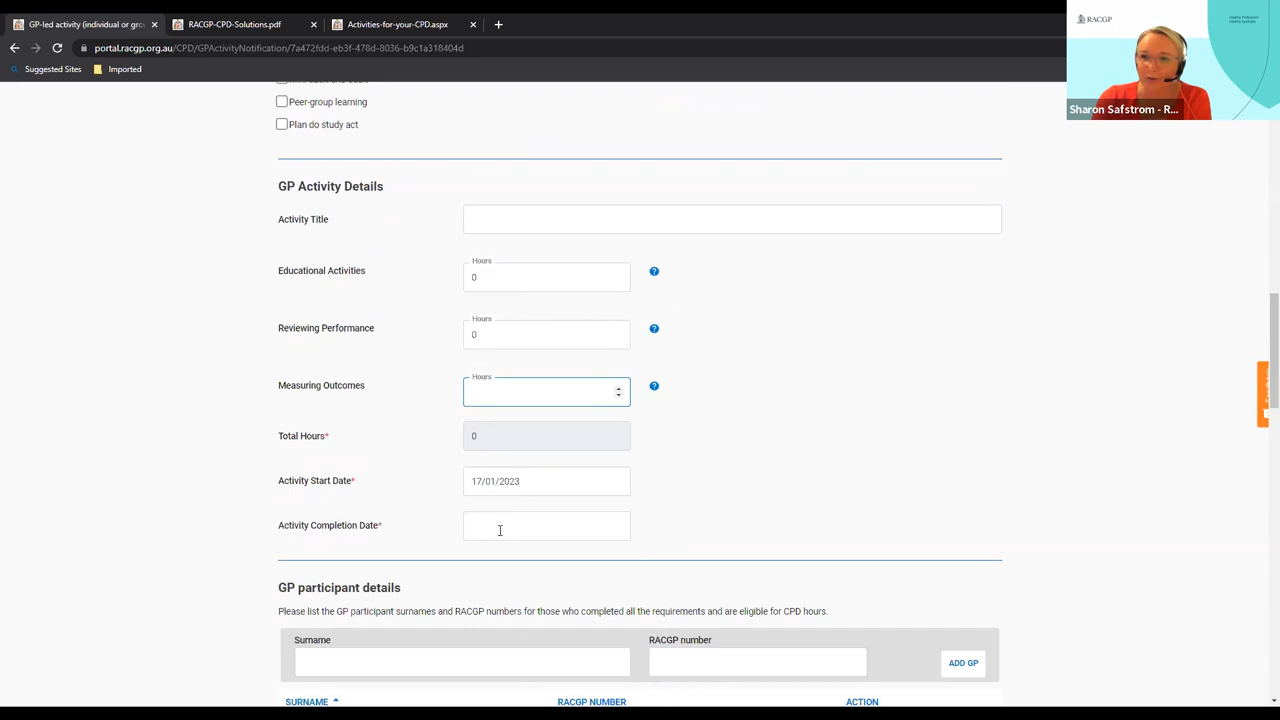 GP-led activity (individual or gro
RACGP-CPD-Solutions.pdf
Activities-for-your-CPD.aspx
portal.racgp.org.au/CPD/GPActivityNotification/7a472fdd-eb3f-478d-8036-b9c1a318404d
Suggested Sites
Imported
RACGP
Healthy Profession.
Healthy Australia.
Sharon Safstrom - R...
Peer-group learning
Plan do study act
GP Activity Details
Activity Title
Hours
Educational Activities
0
Hours
Reviewing Performance
0
Hours
Measuring Outcomes
Total Hours*
0
Activity Start Date*
17/01/2023
Activity Completion Date*
GP participant details
Please list the GP participant surnames and RACGP numbers for those who completed all the requirements and are eligible for CPD hours.
Surname
RACGP number
ADD GP
SURNAME
RACGP NUMBER
ACTION